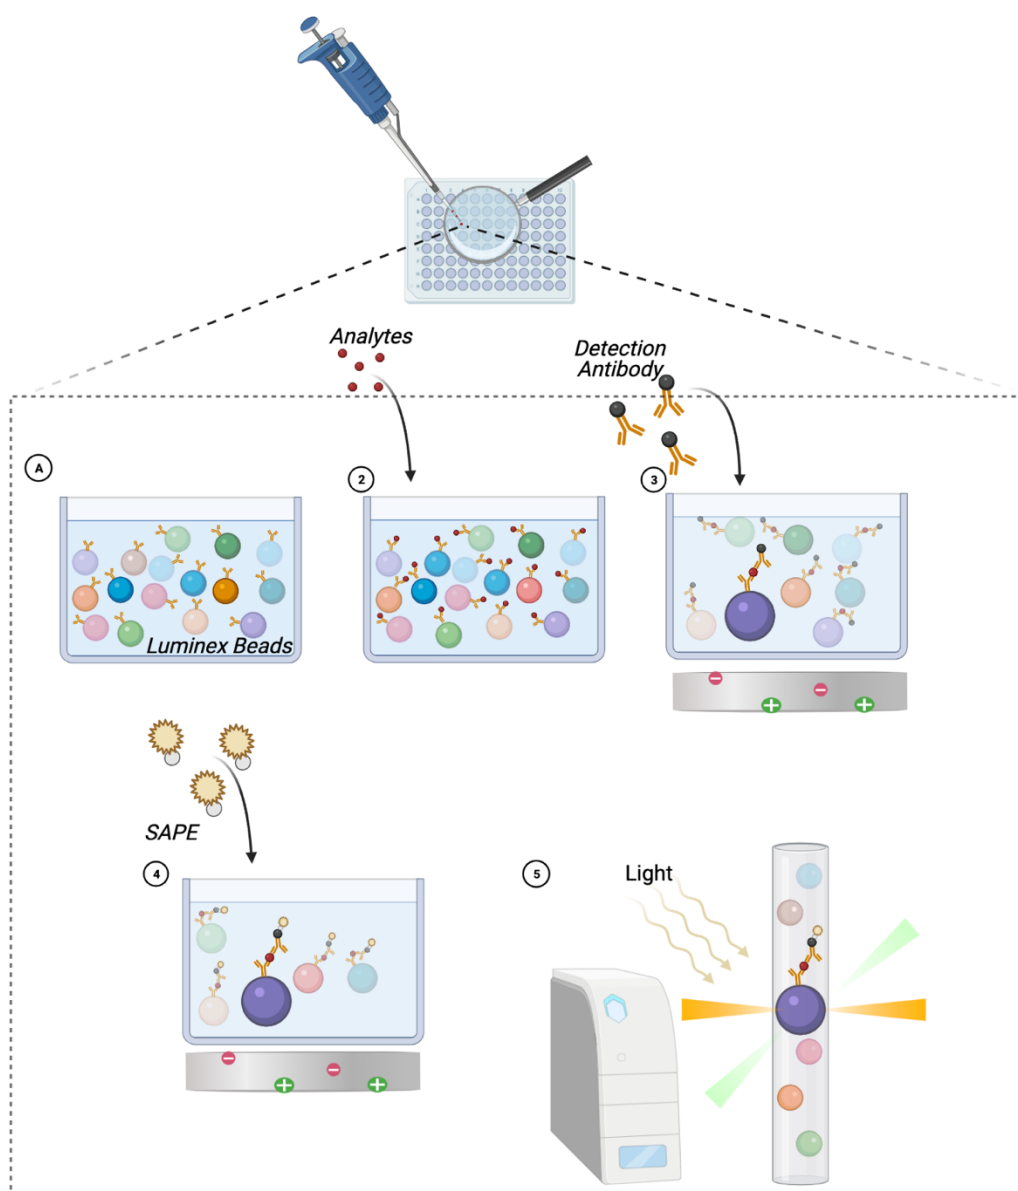 Analytes
Detection
Antibody
A
2
3
Luminex Beads
SAPE
4
5
Light